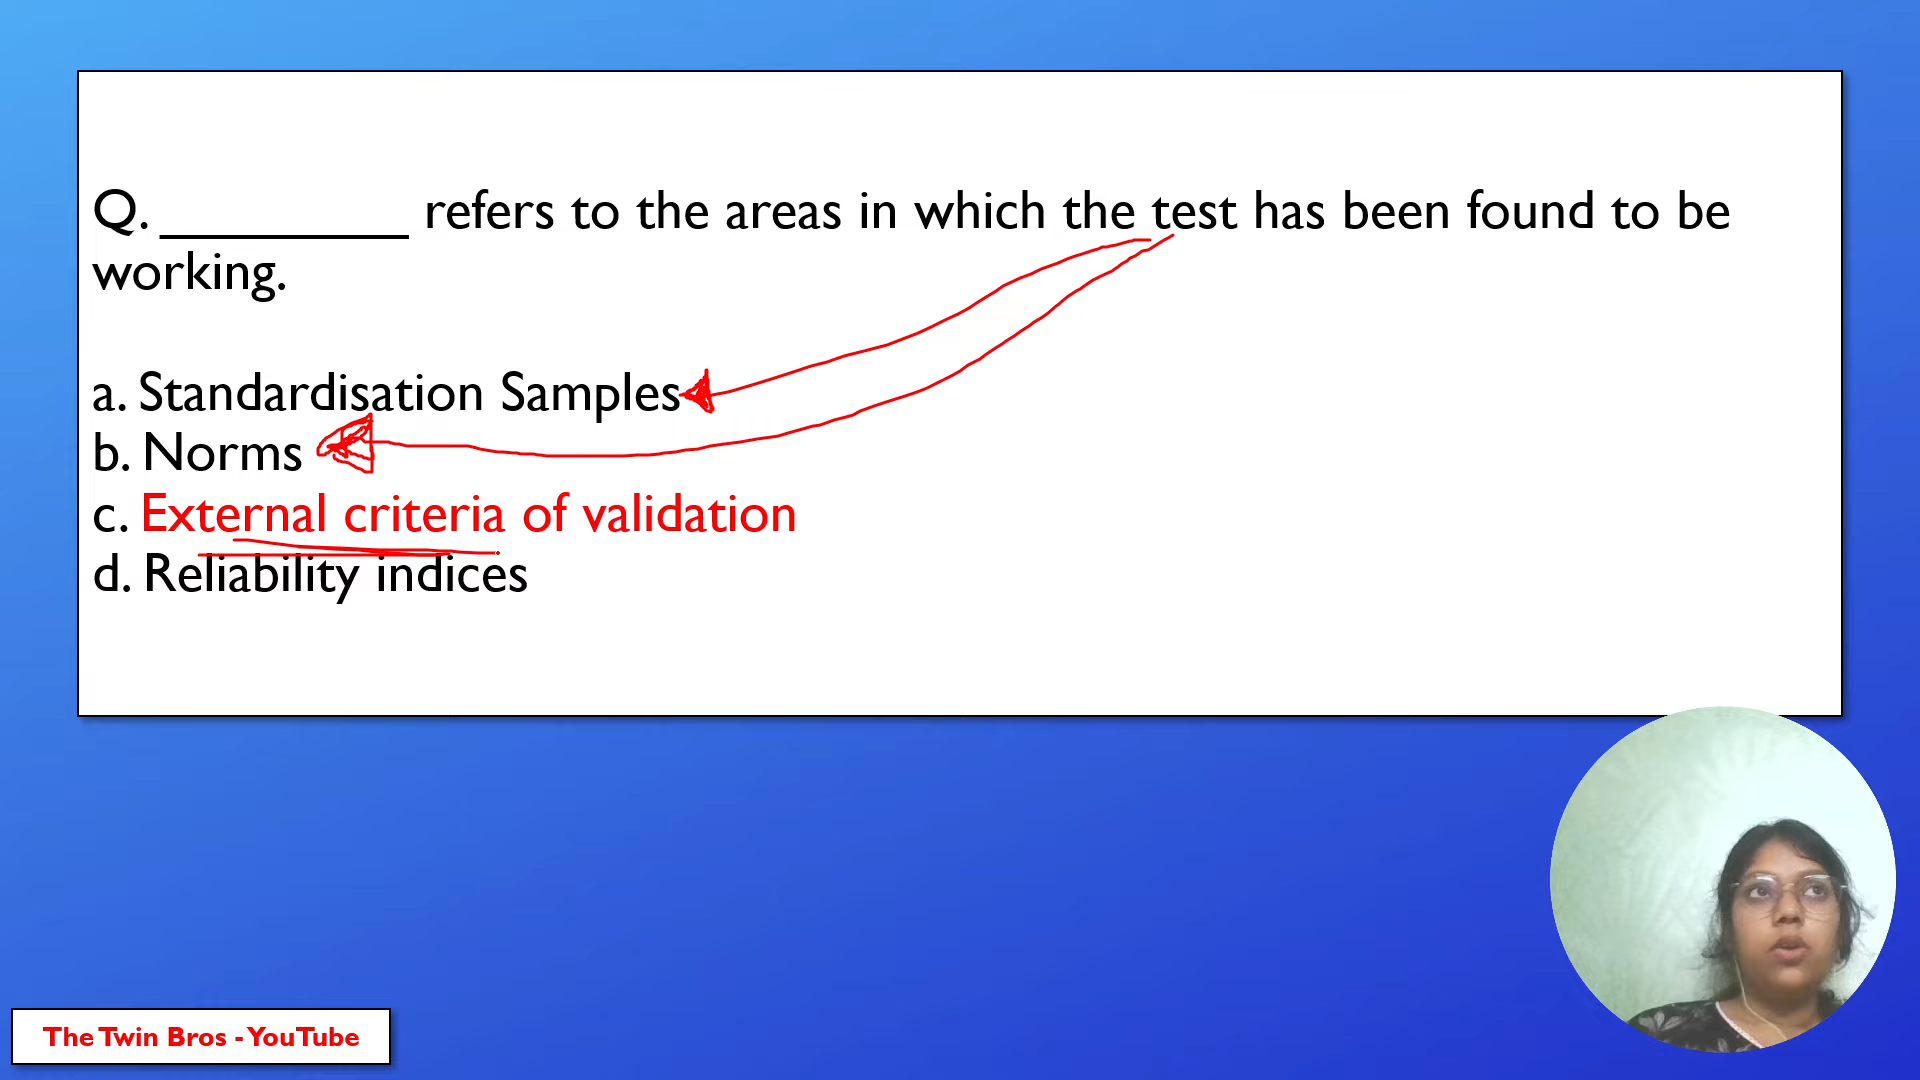 Q. _________ refers to the areas in which the test has been found to be
working.
a. Standardisation Samples
b. Norms
c. External criteria of validation
d. Reliability indices
The Twin Bros - YouTube